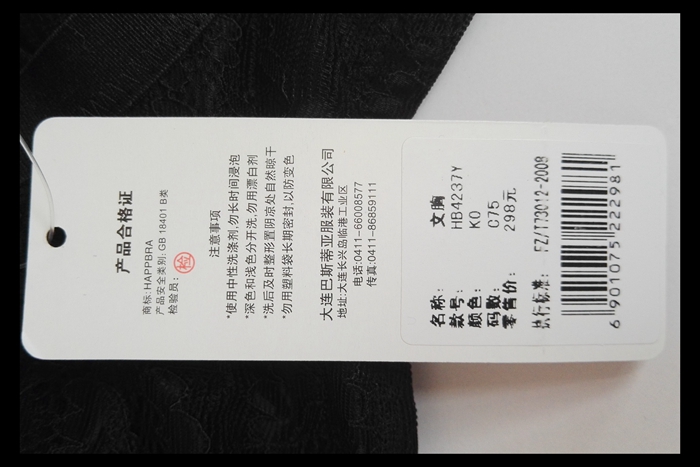 产品合格证
商标:HAPPBRA
产品安全类别:GB 18401 B类
检验员: 检
注意事项
*使用中性洗涤剂,勿长时间浸泡
*深色和浅色分开洗,勿用漂白剂
*洗后及时整形置阴凉处自然晾干
*勿用塑料袋长期密封,以防变色
大连巴斯蒂亚服装有限公司
地址:大连长兴岛临港工业区
电话:0411-66008577
传真:0411-86859111
名称: 文胸
款号: HB4237Y
颜色: K0
码数: C75
零售价: 298元
执行标准: FZ/T73012-2008
6 901075 222981